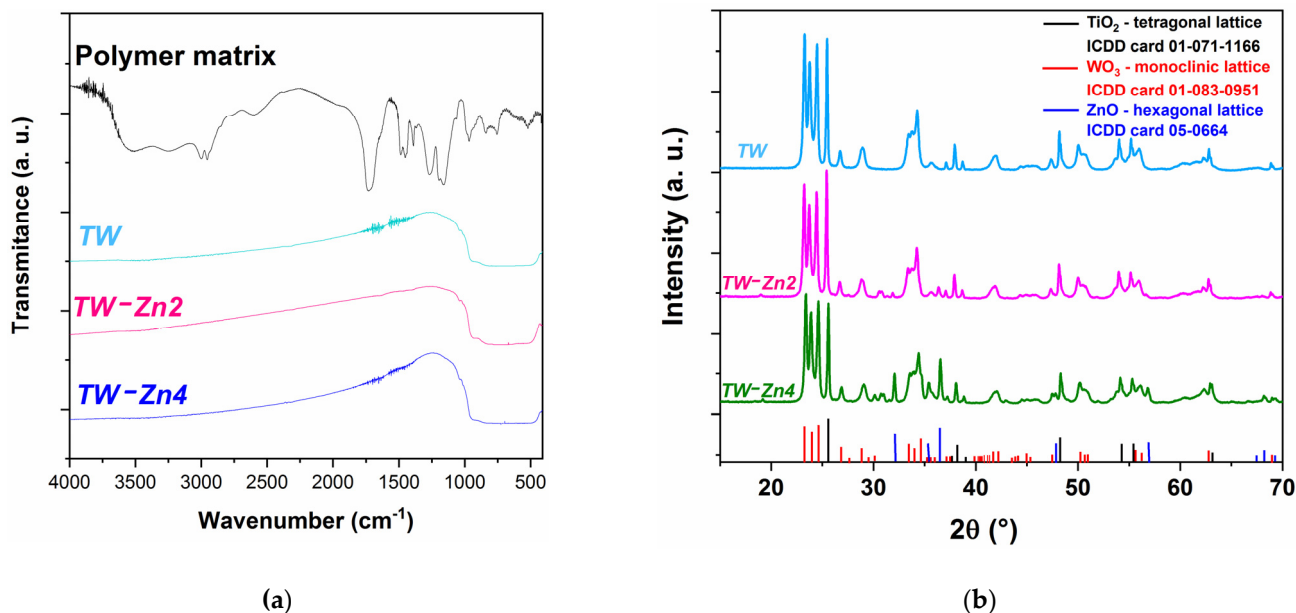 Polymer matrix
TW
TW-Zn2
TW-Zn4
Transmitance (a. u.)
4000 3500 3000 2500 2000 1500 1000 500
Wavenumber (cm-1)
(a)
TiO2 - tetragonal lattice
ICDD card 01-071-1166
WO3 - monoclinic lattice
ICDD card 01-083-0951
ZnO - hexagonal lattice
ICDD card 05-0664
TW
TW-Zn2
TW-Zn4
Intensity (a. u.)
20 30 40 50 60 70
2θ (°)
(b)